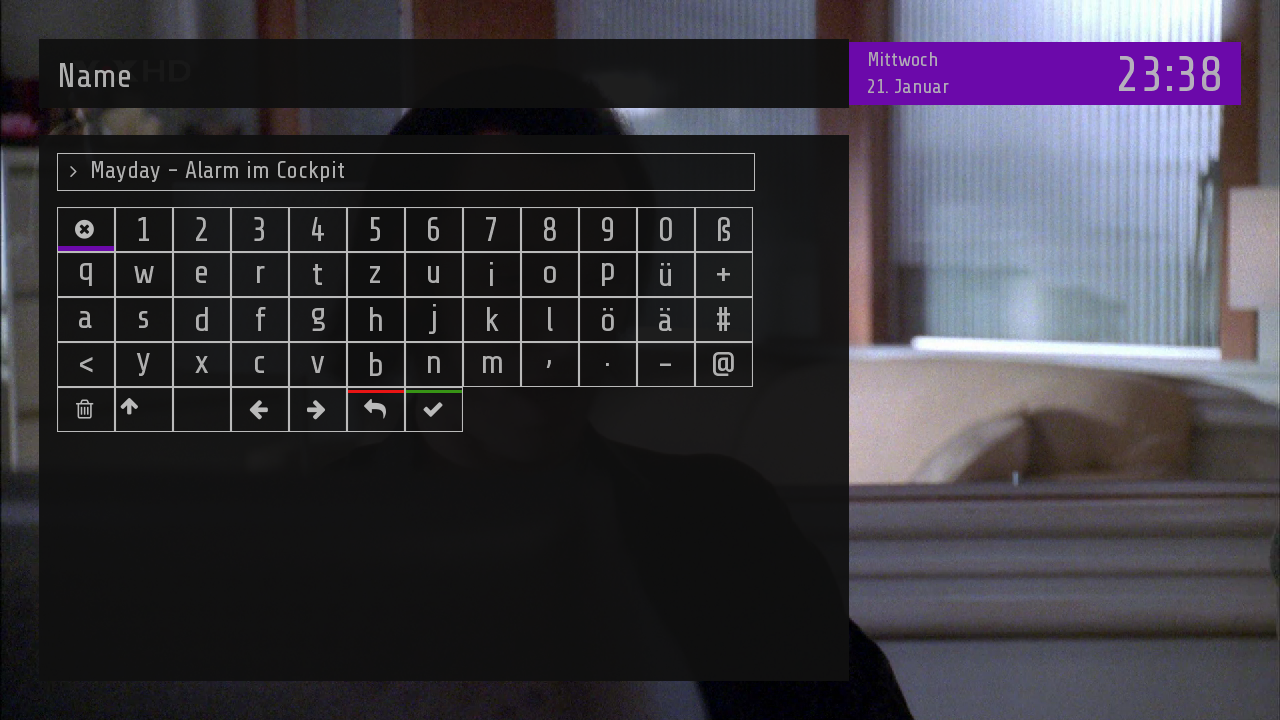 Name
Mittwoch
21. Januar
23:38
› Mayday - Alarm im Cockpit
1 2 3 4 5 6 7 8 9 0 ß
q w e r t z u i o p ü +
a s d f g h j k l ö ä #
< y x c v b n m , . - @